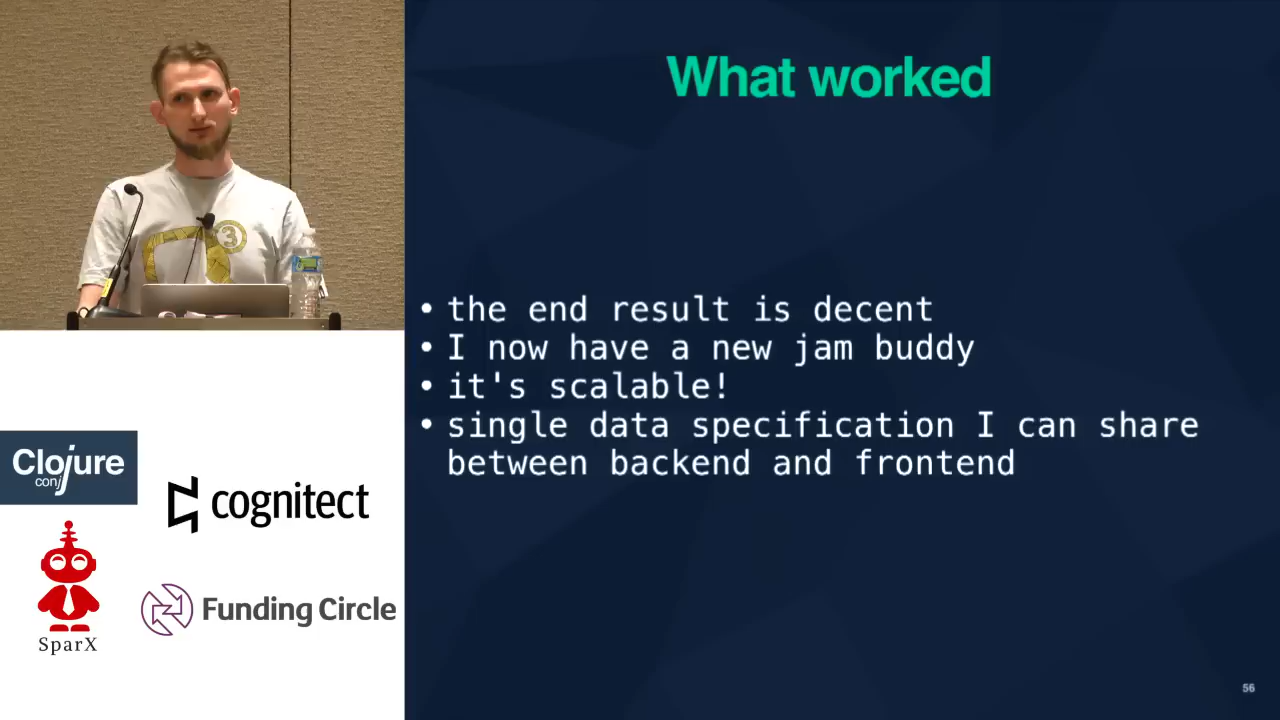 What worked
• the end result is decent
• I now have a new jam buddy
• it's scalable!
• single data specification I can share
between backend and frontend
3
Clojure
conj
cognitect
SparX
Funding Circle
56